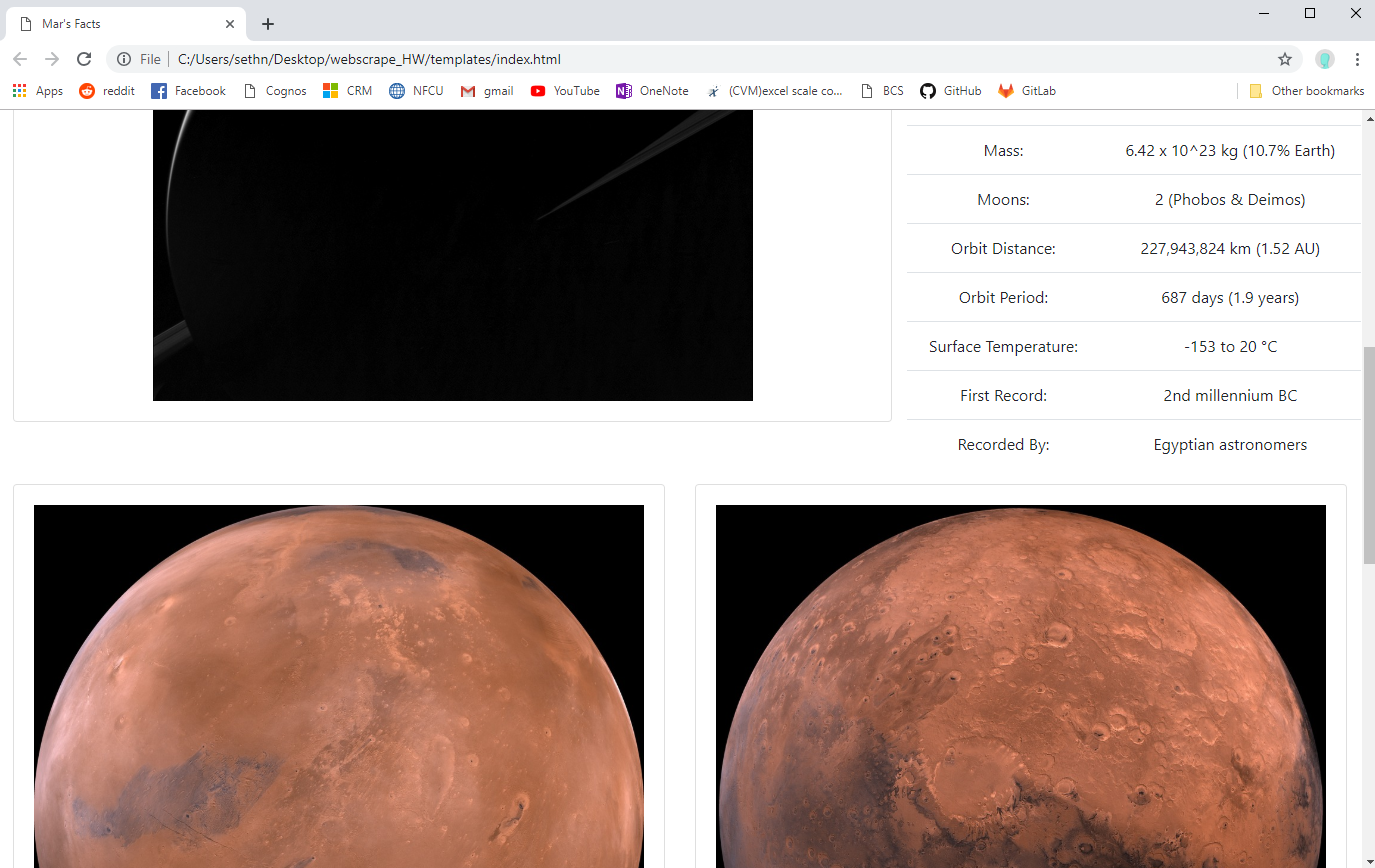 Mar's Facts
File C:/Users/sethn/Desktop/webscrape_HW/templates/index.html
Apps reddit Facebook Cognos CRM NFCU gmail YouTube OneNote (CVM)excel scale co... BCS GitHub GitLab Other bookmarks
Mass: 6.42 x 10^23 kg (10.7% Earth)
Moons: 2 (Phobos & Deimos)
Orbit Distance: 227,943,824 km (1.52 AU)
Orbit Period: 687 days (1.9 years)
Surface Temperature: -153 to 20 °C
First Record: 2nd millennium BC
Recorded By: Egyptian astronomers